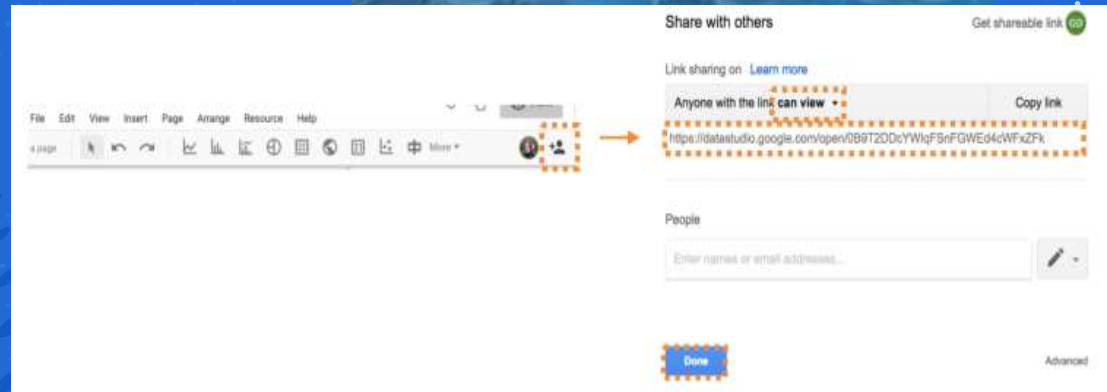 Share with others
Get shareable link GD
Link sharing on Learn more
Anyone with the link can view
Copy link
https://datastudio.google.com/open/0B9T2DDcYWIqFSnFGWEd4cWFxZFk
File Edit View Insert Page Arrange Resource Help
a page
More
People
Enter names or email addresses...
Done
Advanced